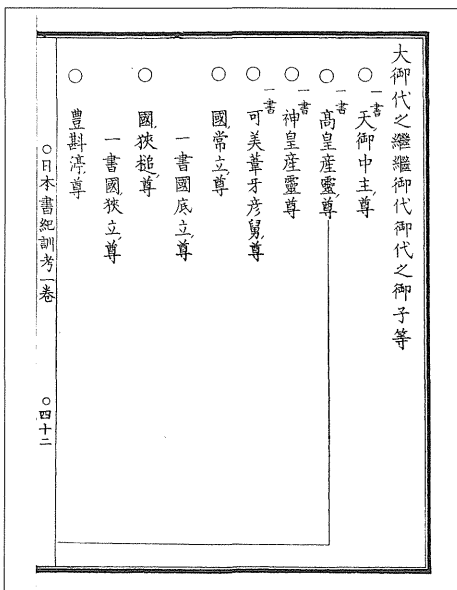 大御代之繼繼御代御代之御子等
○一書天御中主尊
○一書高皇産靈尊
○一書神皇産靈尊
○一書可美葦牙彦舅尊
○國常立尊
一書國底立尊
○國狹槌尊
一書國狹立尊
○豊斟渟尊
○日本書紀訓考一卷
○四十二